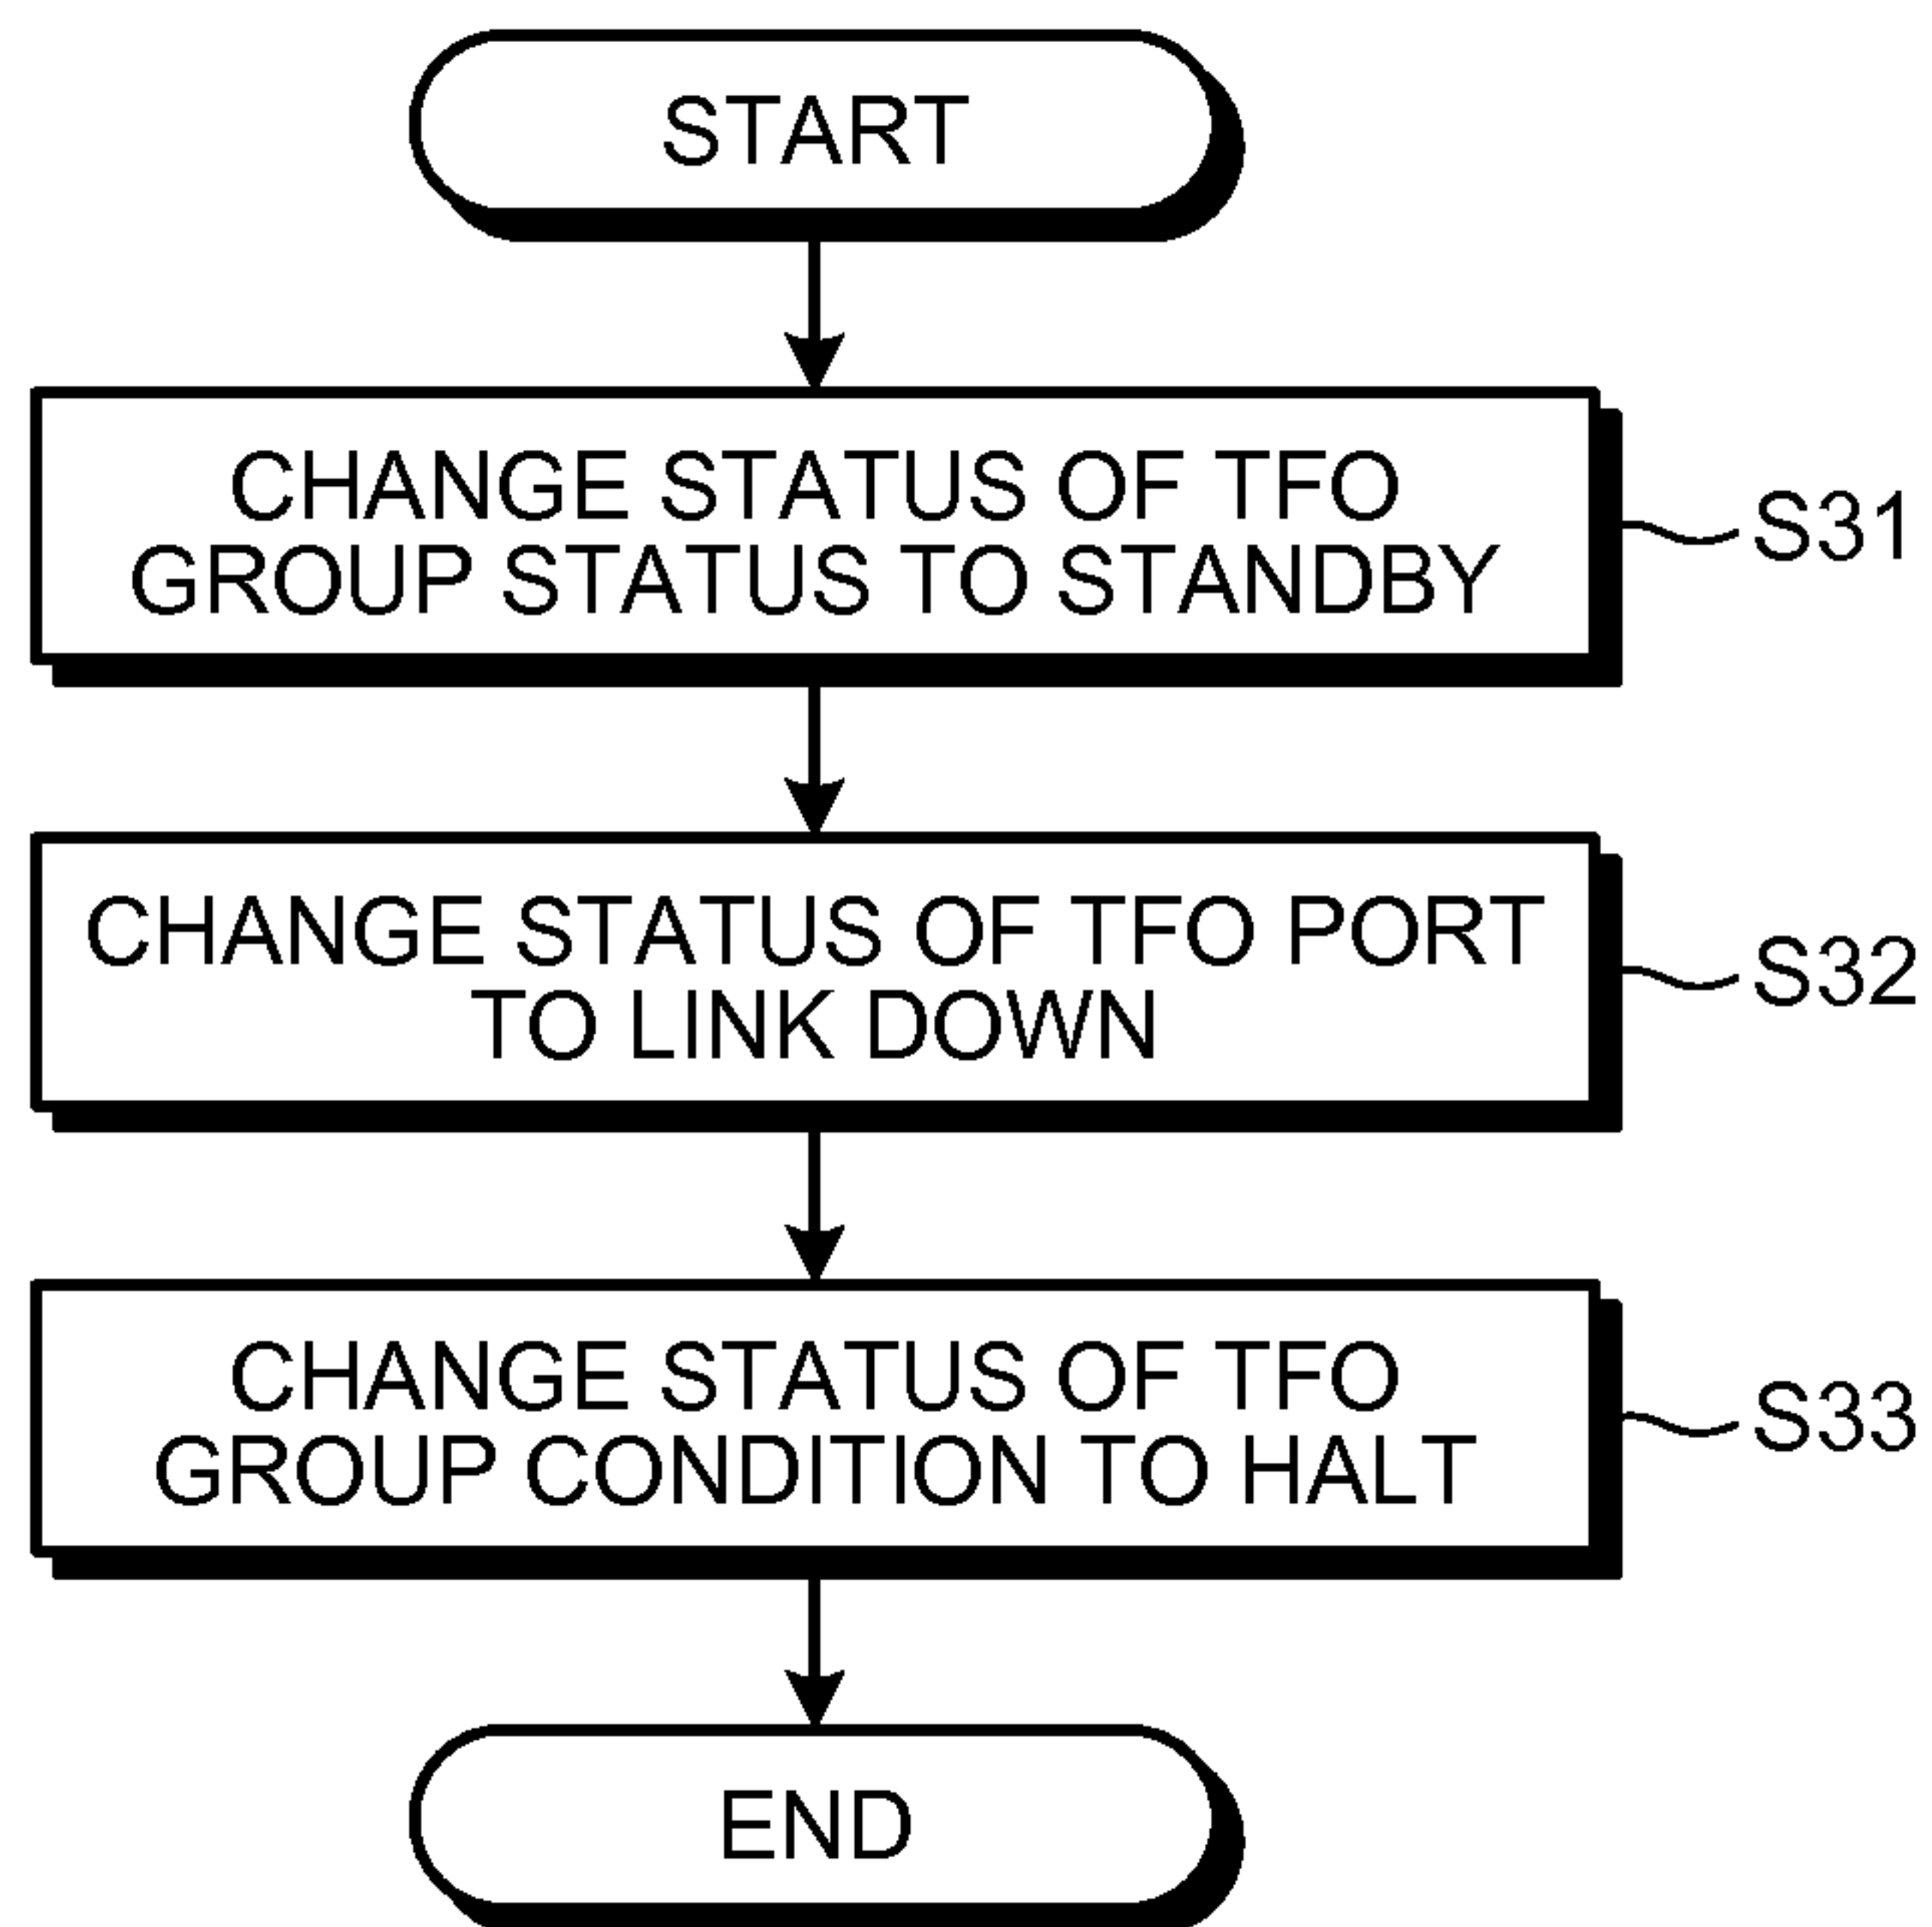 START
CHANGE STATUS OF TFO
GROUP STATUS TO STANDBY
S31
CHANGE STATUS OF TFO PORT
TO LINK DOWN
S32
CHANGE STATUS OF TFO
GROUP CONDITION TO HALT
S33
END